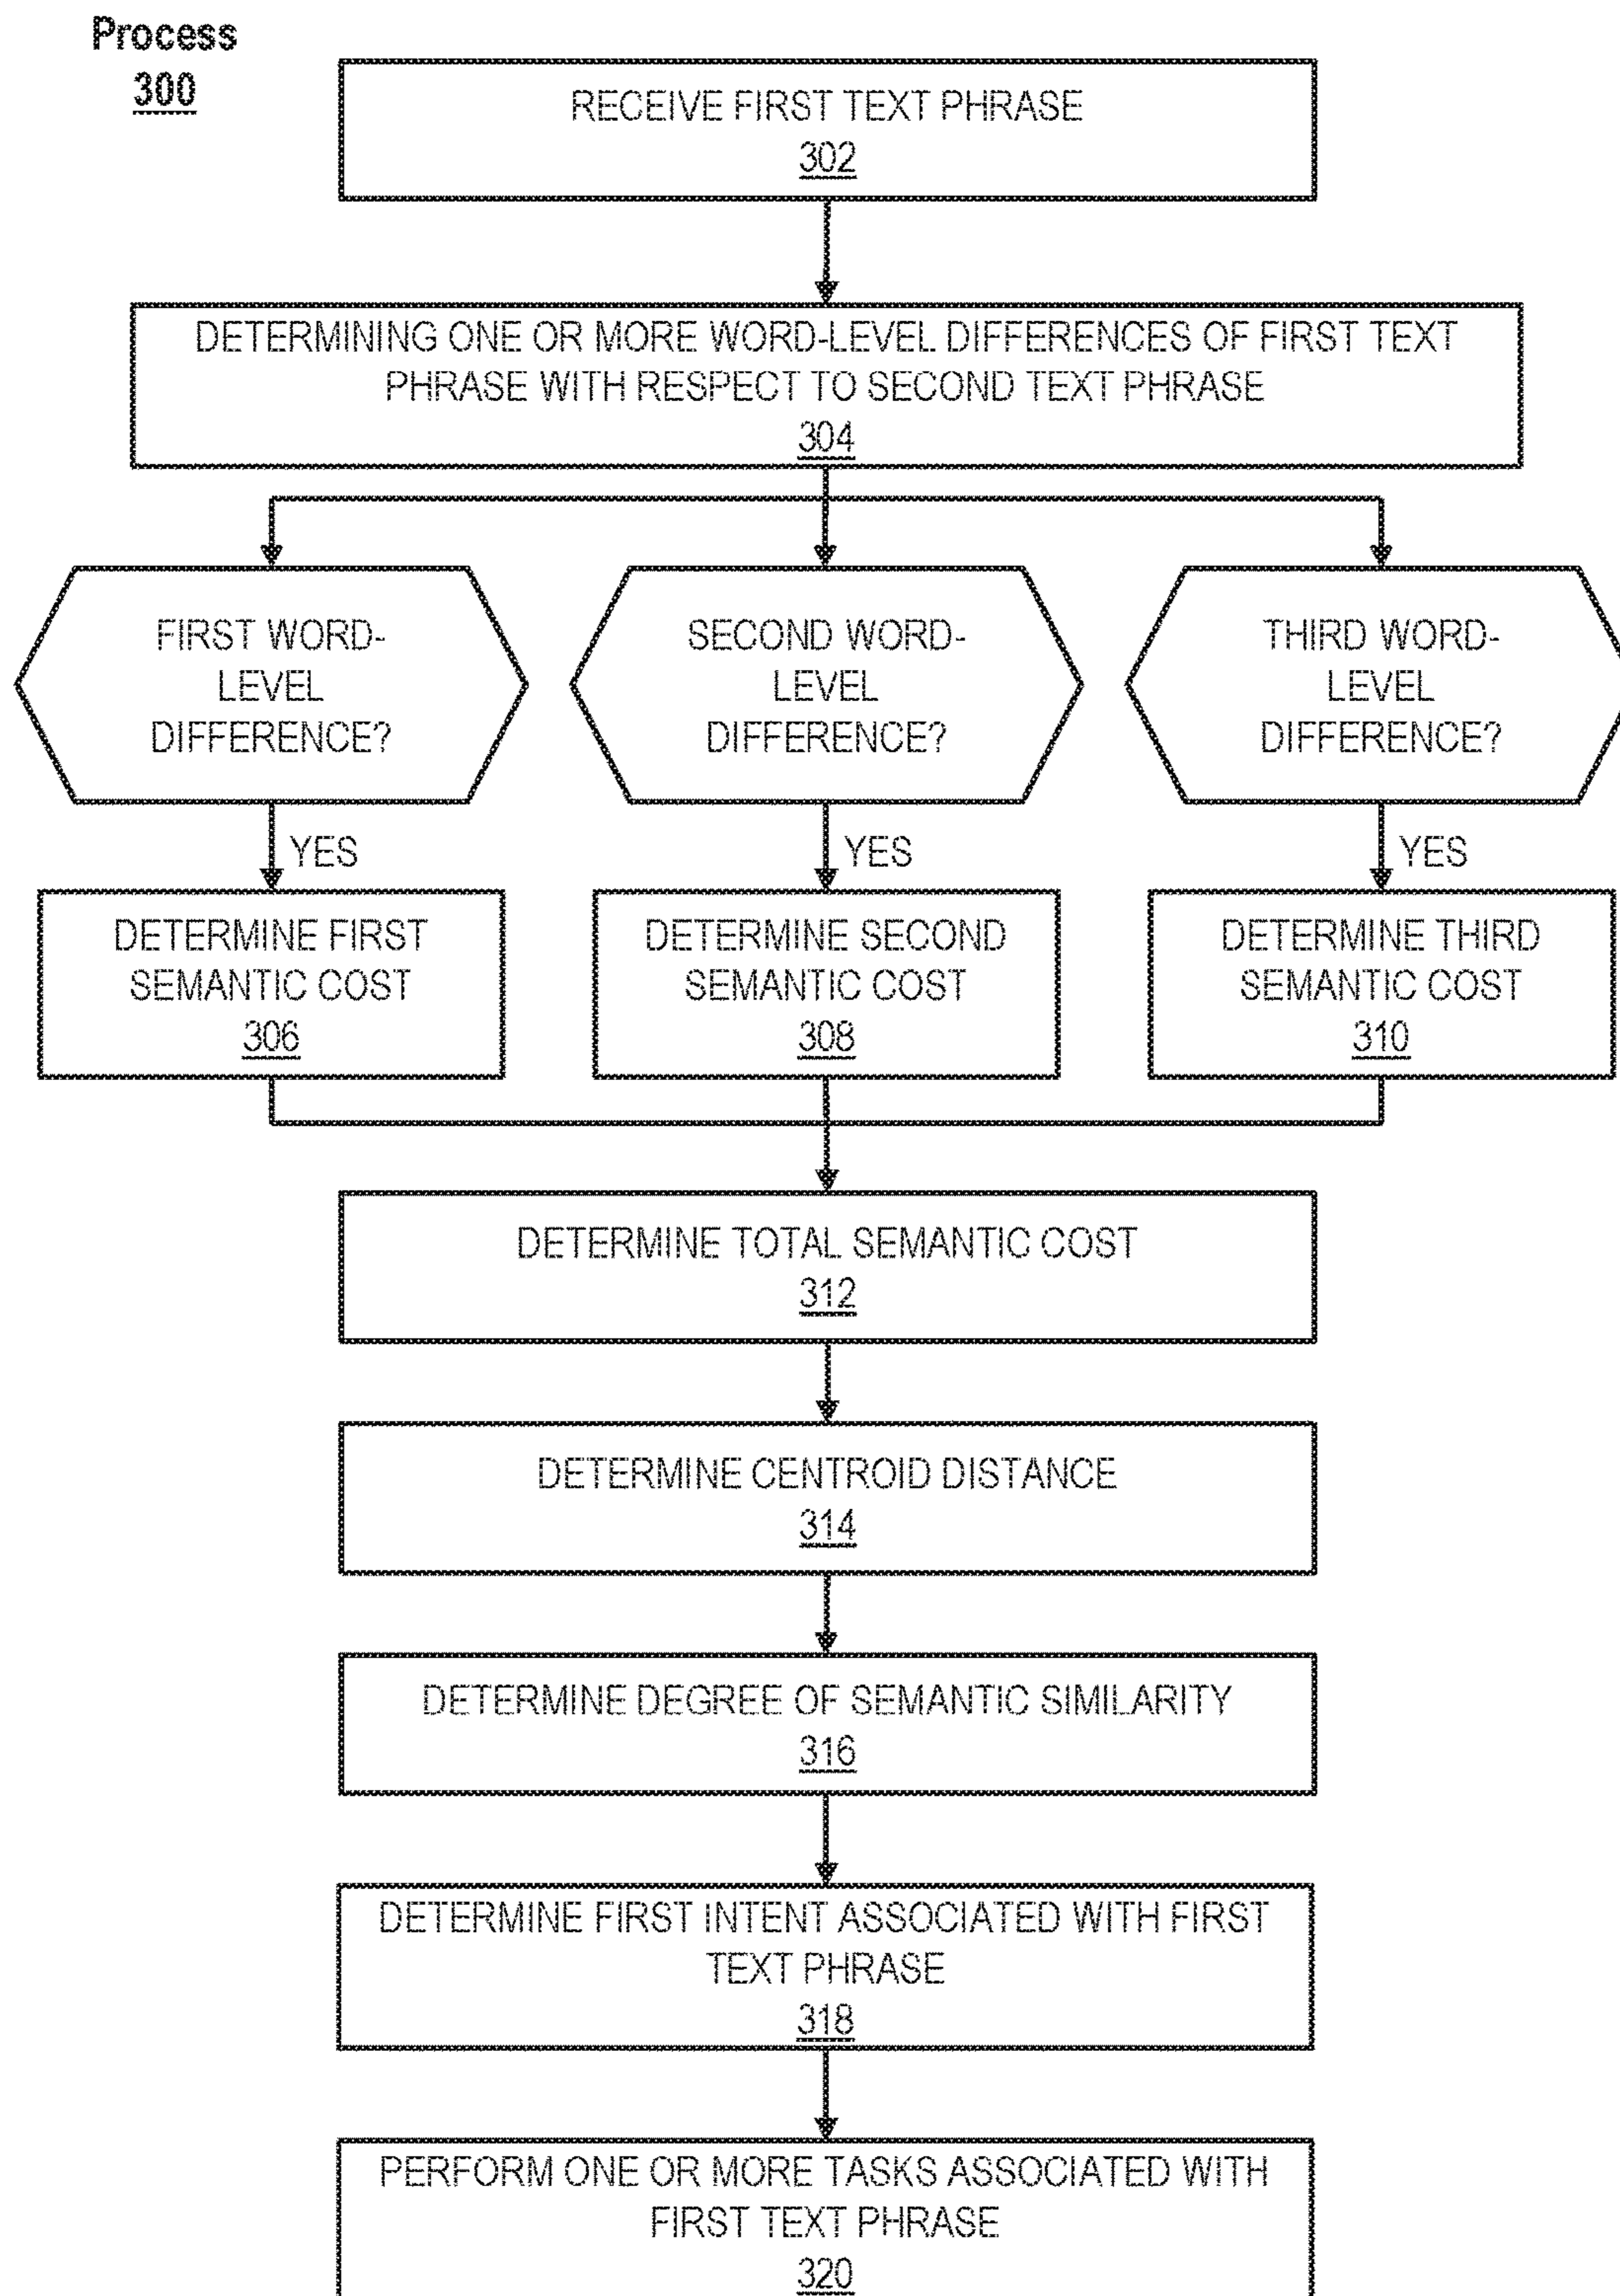 Process
300
RECEIVE FIRST TEXT PHRASE
302
DETERMINING ONE OR MORE WORD-LEVEL DIFFERENCES OF FIRST TEXT
PHRASE WITH RESPECT TO SECOND TEXT PHRASE
304
FIRST WORD-
LEVEL
DIFFERENCE?
SECOND WORD-
LEVEL
DIFFERENCE?
THIRD WORD-
LEVEL
DIFFERENCE?
YES
YES
YES
DETERMINE FIRST
SEMANTIC COST
306
DETERMINE SECOND
SEMANTIC COST
308
DETERMINE THIRD
SEMANTIC COST
310
DETERMINE TOTAL SEMANTIC COST
312
DETERMINE CENTROID DISTANCE
314
DETERMINE DEGREE OF SEMANTIC SIMILARITY
316
DETERMINE FIRST INTENT ASSOCIATED WITH FIRST
TEXT PHRASE
318
PERFORM ONE OR MORE TASKS ASSOCIATED WITH
FIRST TEXT PHRASE
320